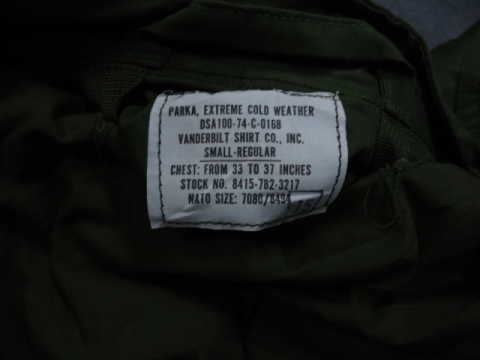 PARKA, EXTREME COLD WEATHER
DSA100-74-C-0168
VANDERBILT SHIRT CO., INC.
SMALL-REGULAR
CHEST: FROM 33 TO 37 INCHES
STOCK NO. 8415-782-3217
NATO SIZE: 7080/8494